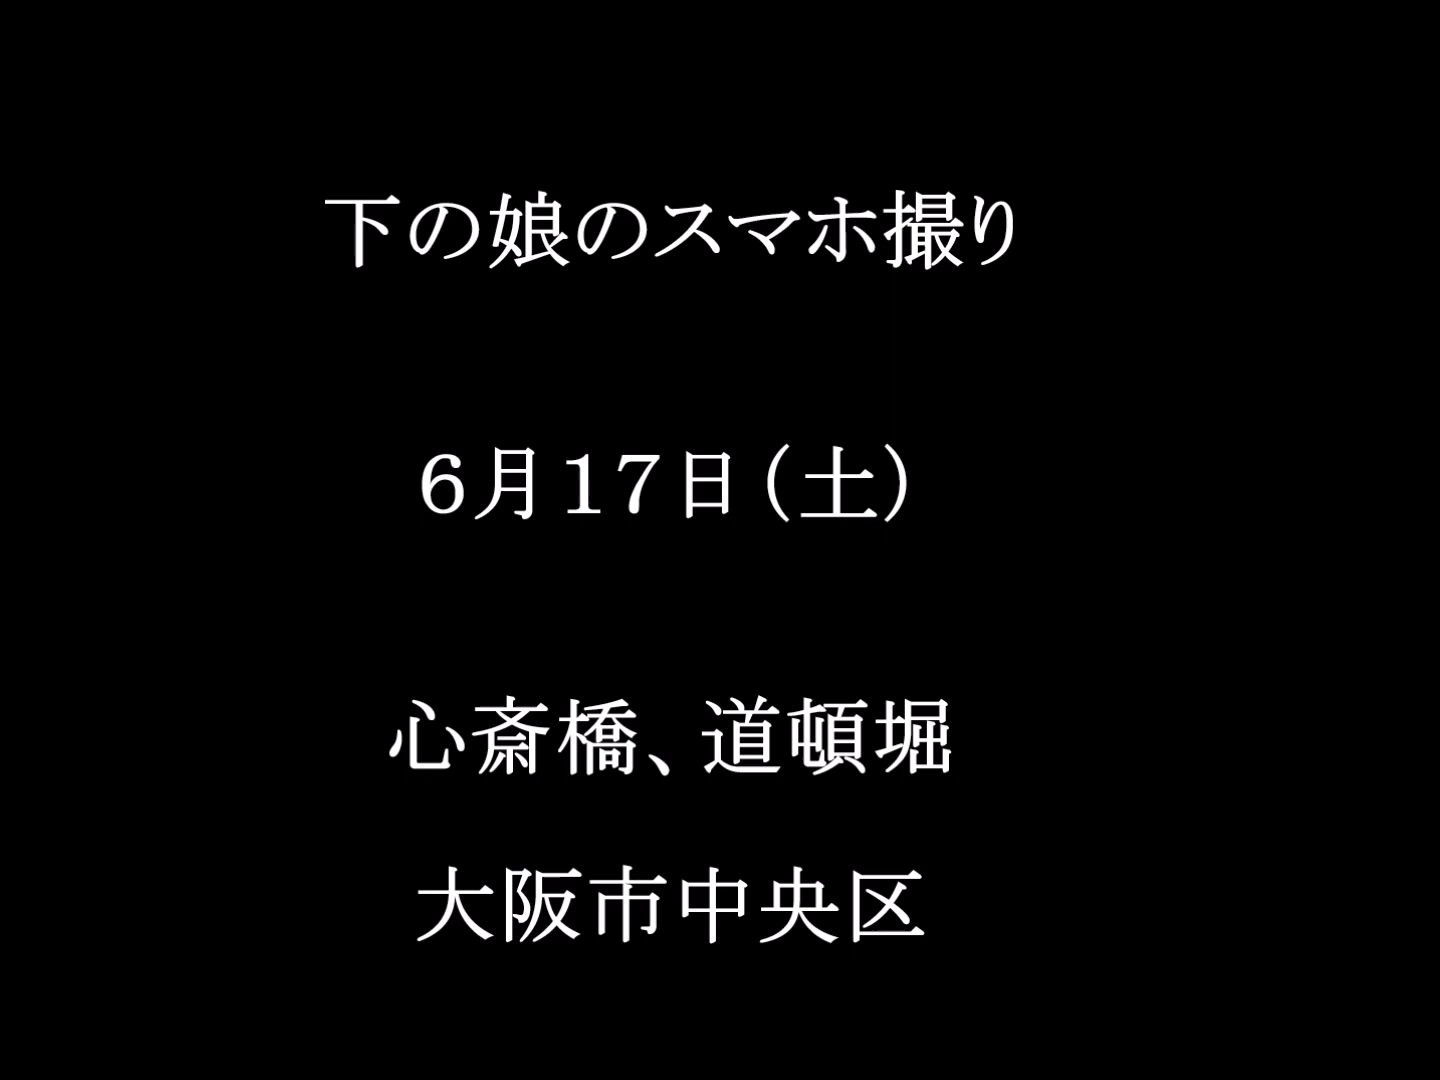 下の娘のスマホ撮り
６月１７日（土）
心斎橋、道頓堀
大阪市中央区